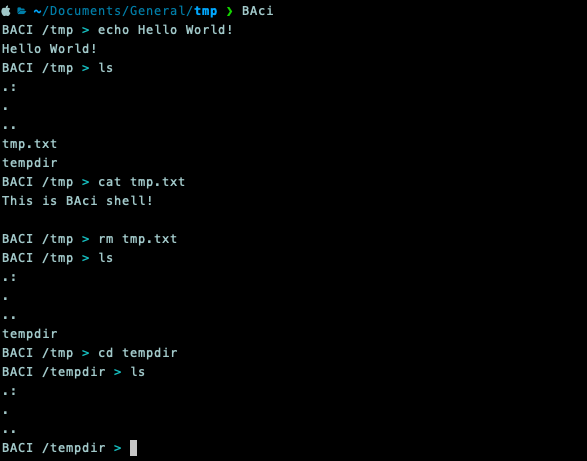 ~/Documents/General/tmp ❯ BAci
BACI /tmp > echo Hello World!
Hello World!
BACI /tmp > ls
.:
.
..
tmp.txt
tempdir
BACI /tmp > cat tmp.txt
This is BAci shell!

BACI /tmp > rm tmp.txt
BACI /tmp > ls
.:
.
..
tempdir
BACI /tmp > cd tempdir
BACI /tempdir > ls
.:
.
..
BACI /tempdir >